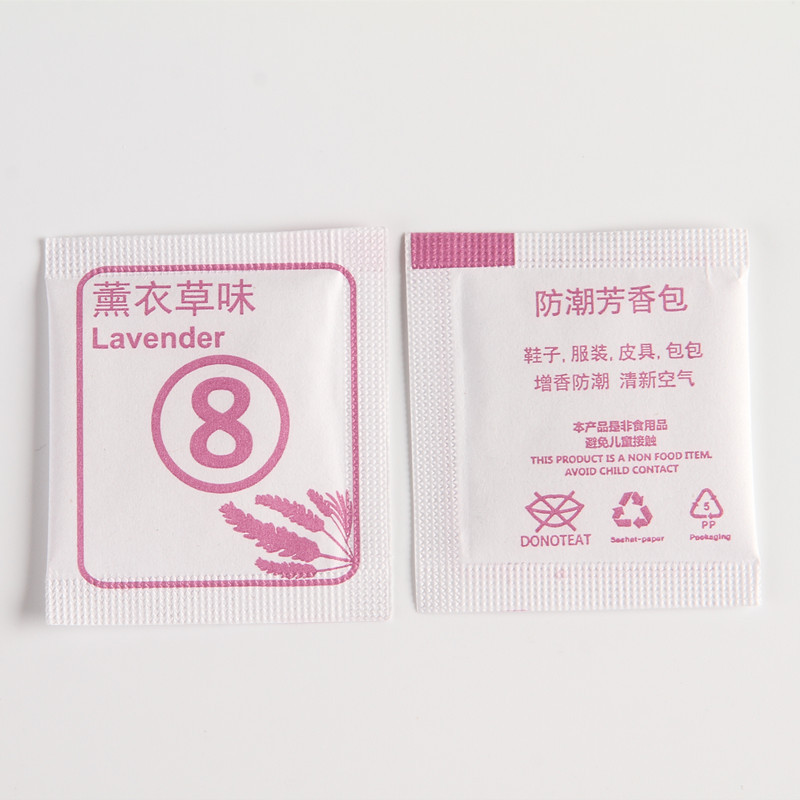 薰衣草味
Lavender
8
防潮芳香包
鞋子, 服装, 皮具, 包包
增香防潮 清新空气
本产品是非食用品
避免儿童接触
THIS PRODUCT IS A NON FOOD ITEM.
AVOID CHILD CONTACT
DONOTEAT
Sachet-paper
5
PP
Packaging